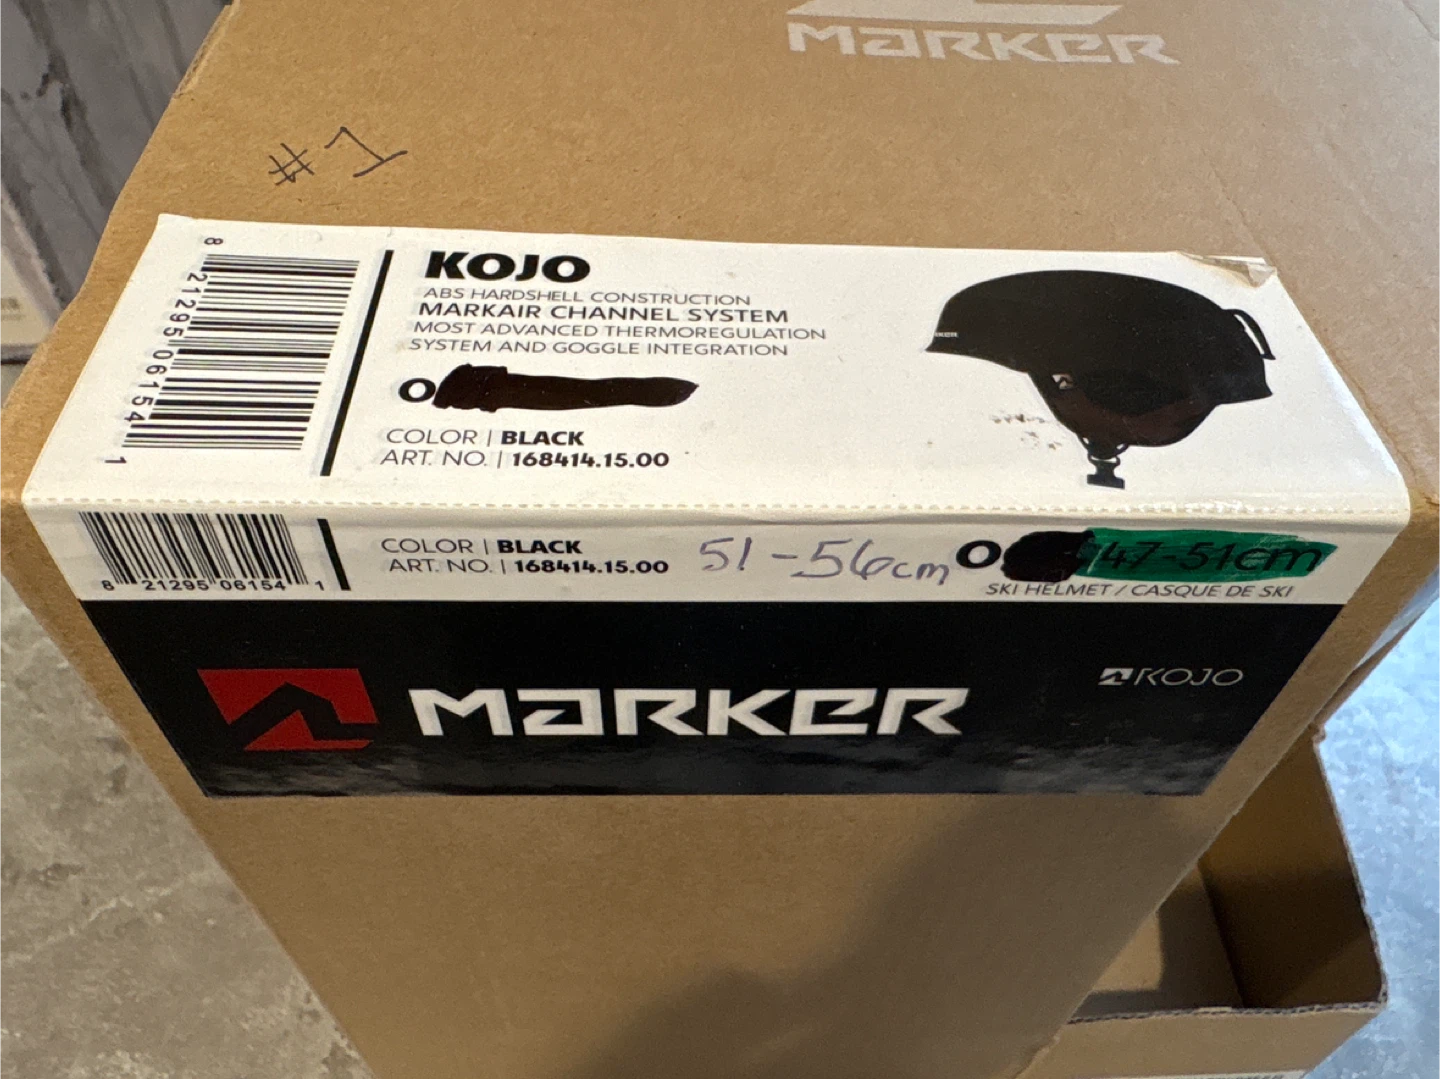 MARKER
#1
KOJO
ABS HARDSHELL CONSTRUCTION
MARKAIR CHANNEL SYSTEM
MOST ADVANCED THERMOREGULATION
SYSTEM AND GOGGLE INTEGRATION
COLOR | BLACK
ART. NO. | 168414.15.00
8 21295 06154 1
COLOR | BLACK
ART. NO. | 168414.15.00
51-56cm
47-51cm
SKI HELMET / CASQUE DE SKI
8 21295 06154 1
MARKER
KOJO